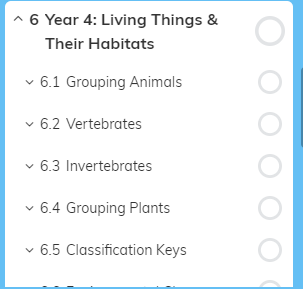 6 Year 4: Living Things &
Their Habitats
6.1 Grouping Animals
6.2 Vertebrates
6.3 Invertebrates
6.4 Grouping Plants
6.5 Classification Keys